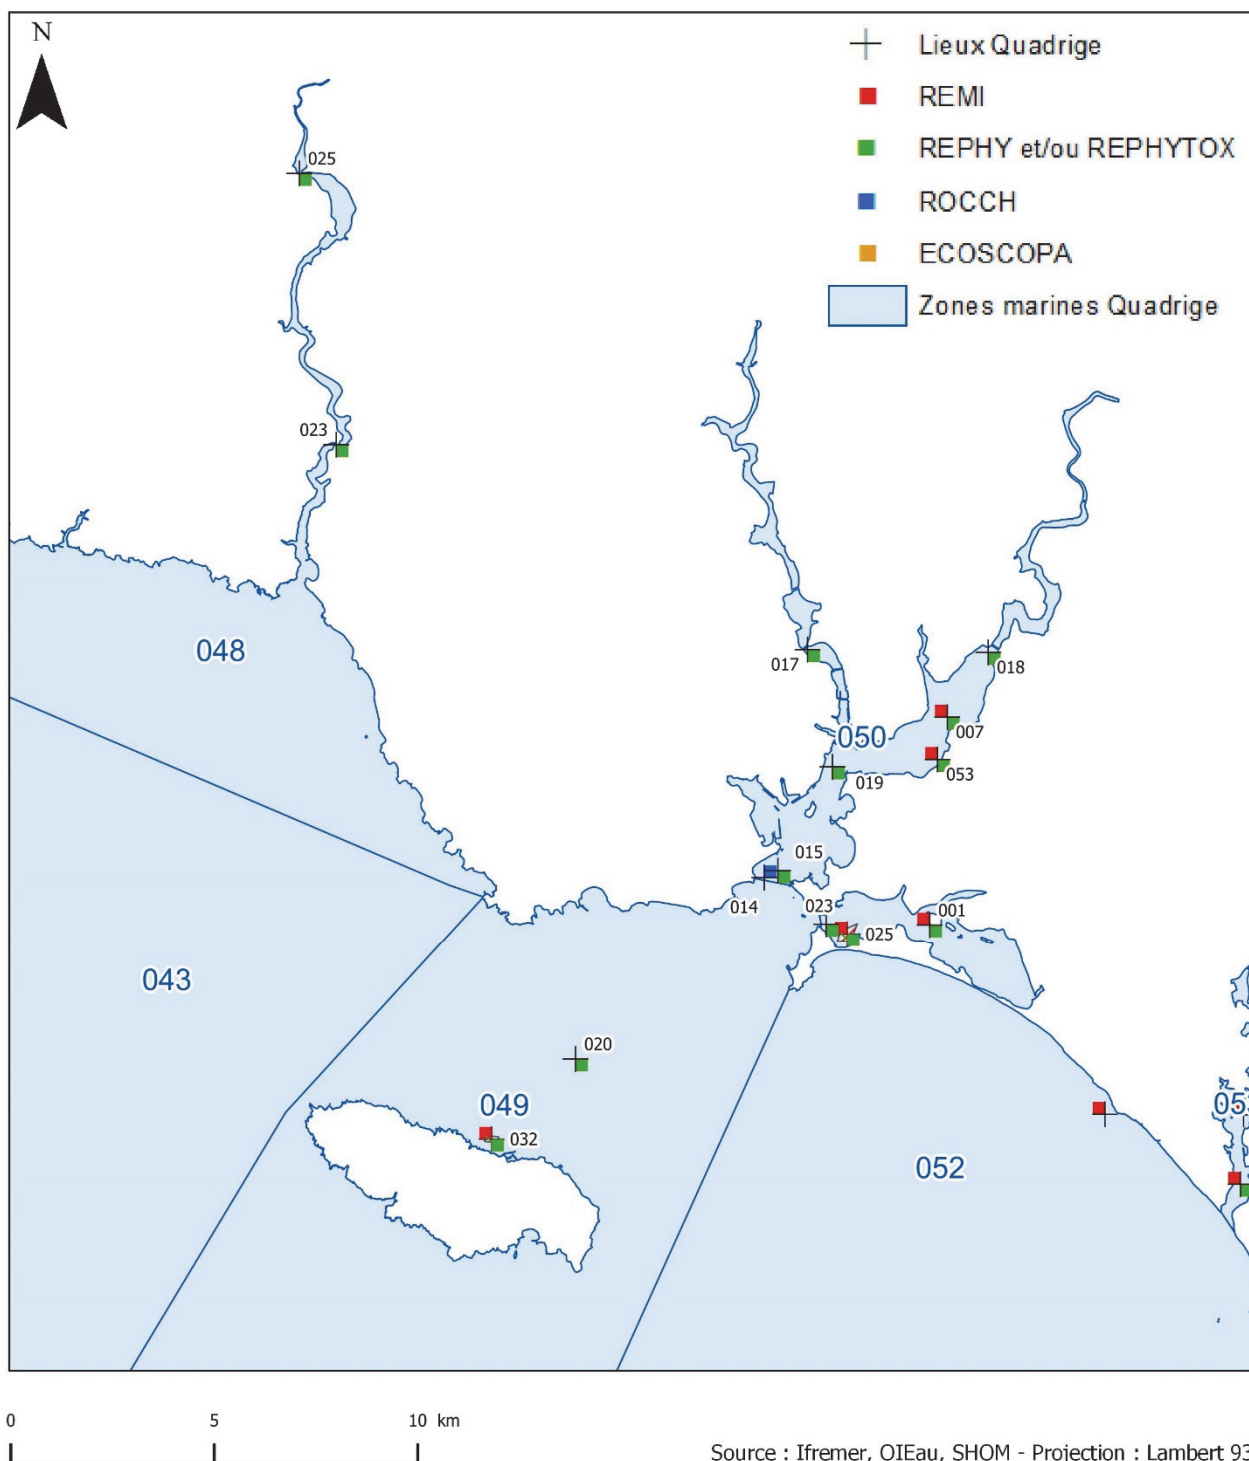 N
Lieux Quadrige
REMI
REPHY et/ou REPHYTOX
ROCCH
ECOSCOPA
Zones marines Quadrige
025
023
048
017
018
007
050
053
019
015
014
023
001
025
043
020
049
032
052
0 5 10 km
Source : Ifremer, OIEau, SHOM - Projection : Lambert 93